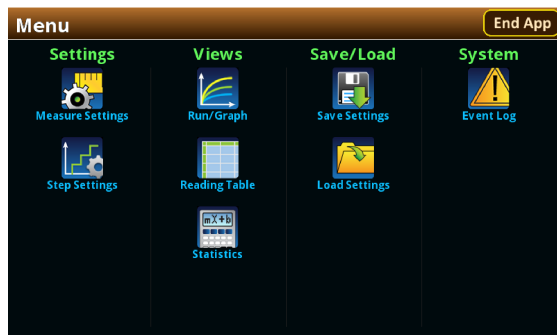 Menu
End App
Settings
Views
Save/Load
System
Measure Settings
Run/Graph
Save Settings
Event Log
Step Settings
Reading Table
Load Settings
mX+b
Statistics